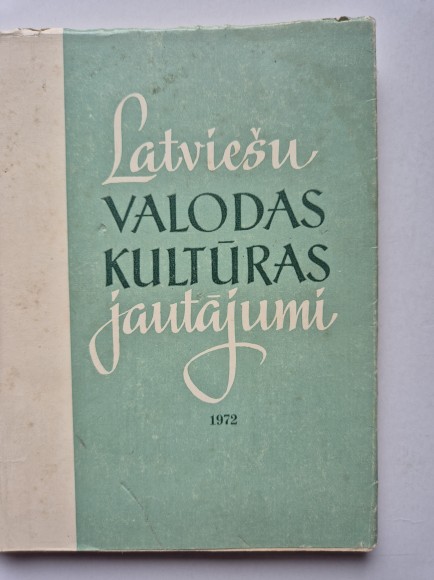 Latviešu
VALODAS
KULTŪRAS
jautājumi
1972